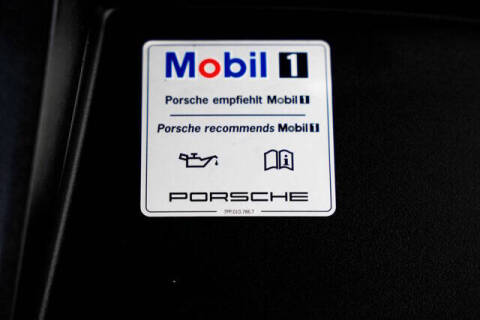 Mobil 1
Porsche empfiehlt Mobil 1
Porsche recommends Mobil 1
PORSCHE